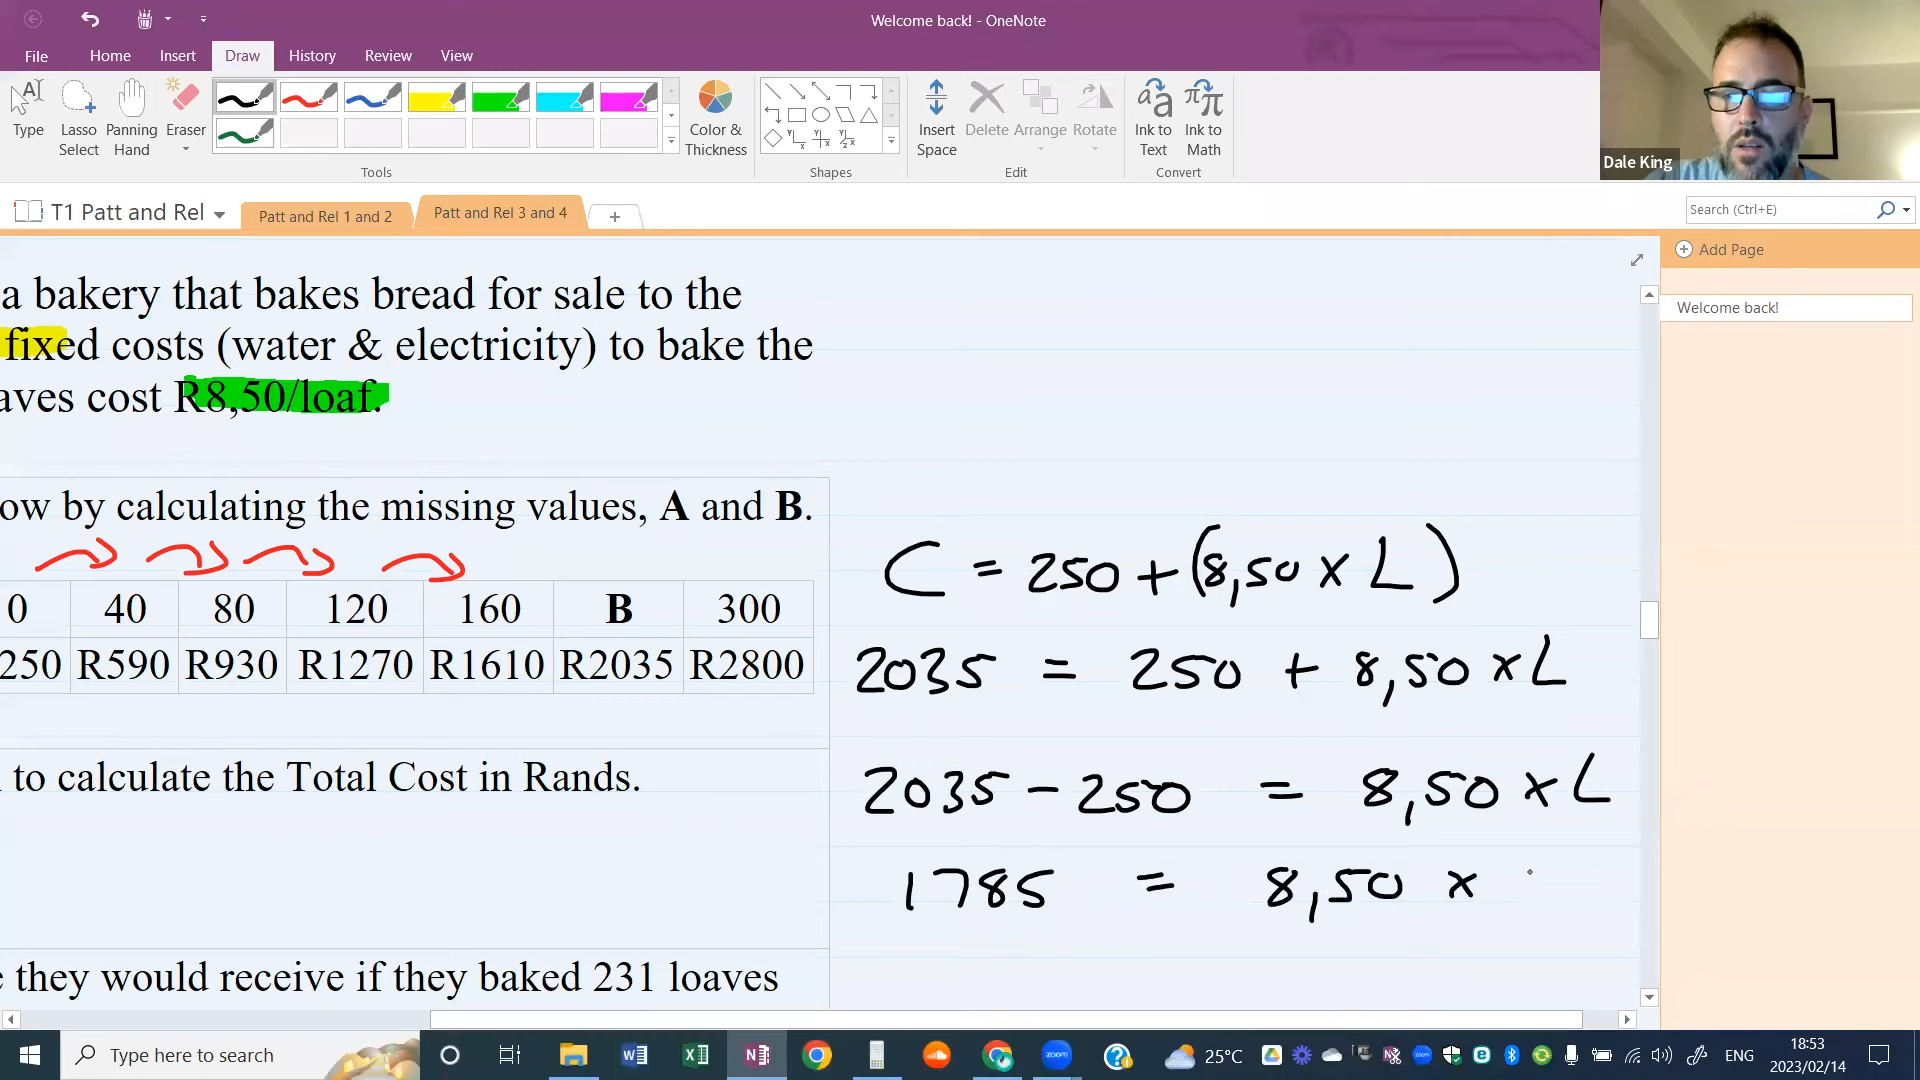 Welcome back! - OneNote
File Home Insert Draw History Review View
Type
Lasso Select
Panning Hand
Eraser
Color & Thickness
Insert Space
Delete
Arrange
Rotate
Ink to Text
Ink to Math
Tools
Shapes
Edit
Convert
Dale King
T1 Patt and Rel
Patt and Rel 1 and 2
Patt and Rel 3 and 4
Search (Ctrl+E)
Add Page
Welcome back!
a bakery that bakes bread for sale to the
fixed costs (water & electricity) to bake the
aves cost R8,50/loaf.
ow by calculating the missing values, A and B.
0 40 80 120 160 B 300
250 R590 R930 R1270 R1610 R2035 R2800
to calculate the Total Cost in Rands.
e they would receive if they baked 231 loaves
C = 250 + (8,50 x L)
2035 = 250 + 8,50 x L
2035 - 250 = 8,50 x L
1785 = 8,50 x
Type here to search
25°C
ENG
18:53
2023/02/14